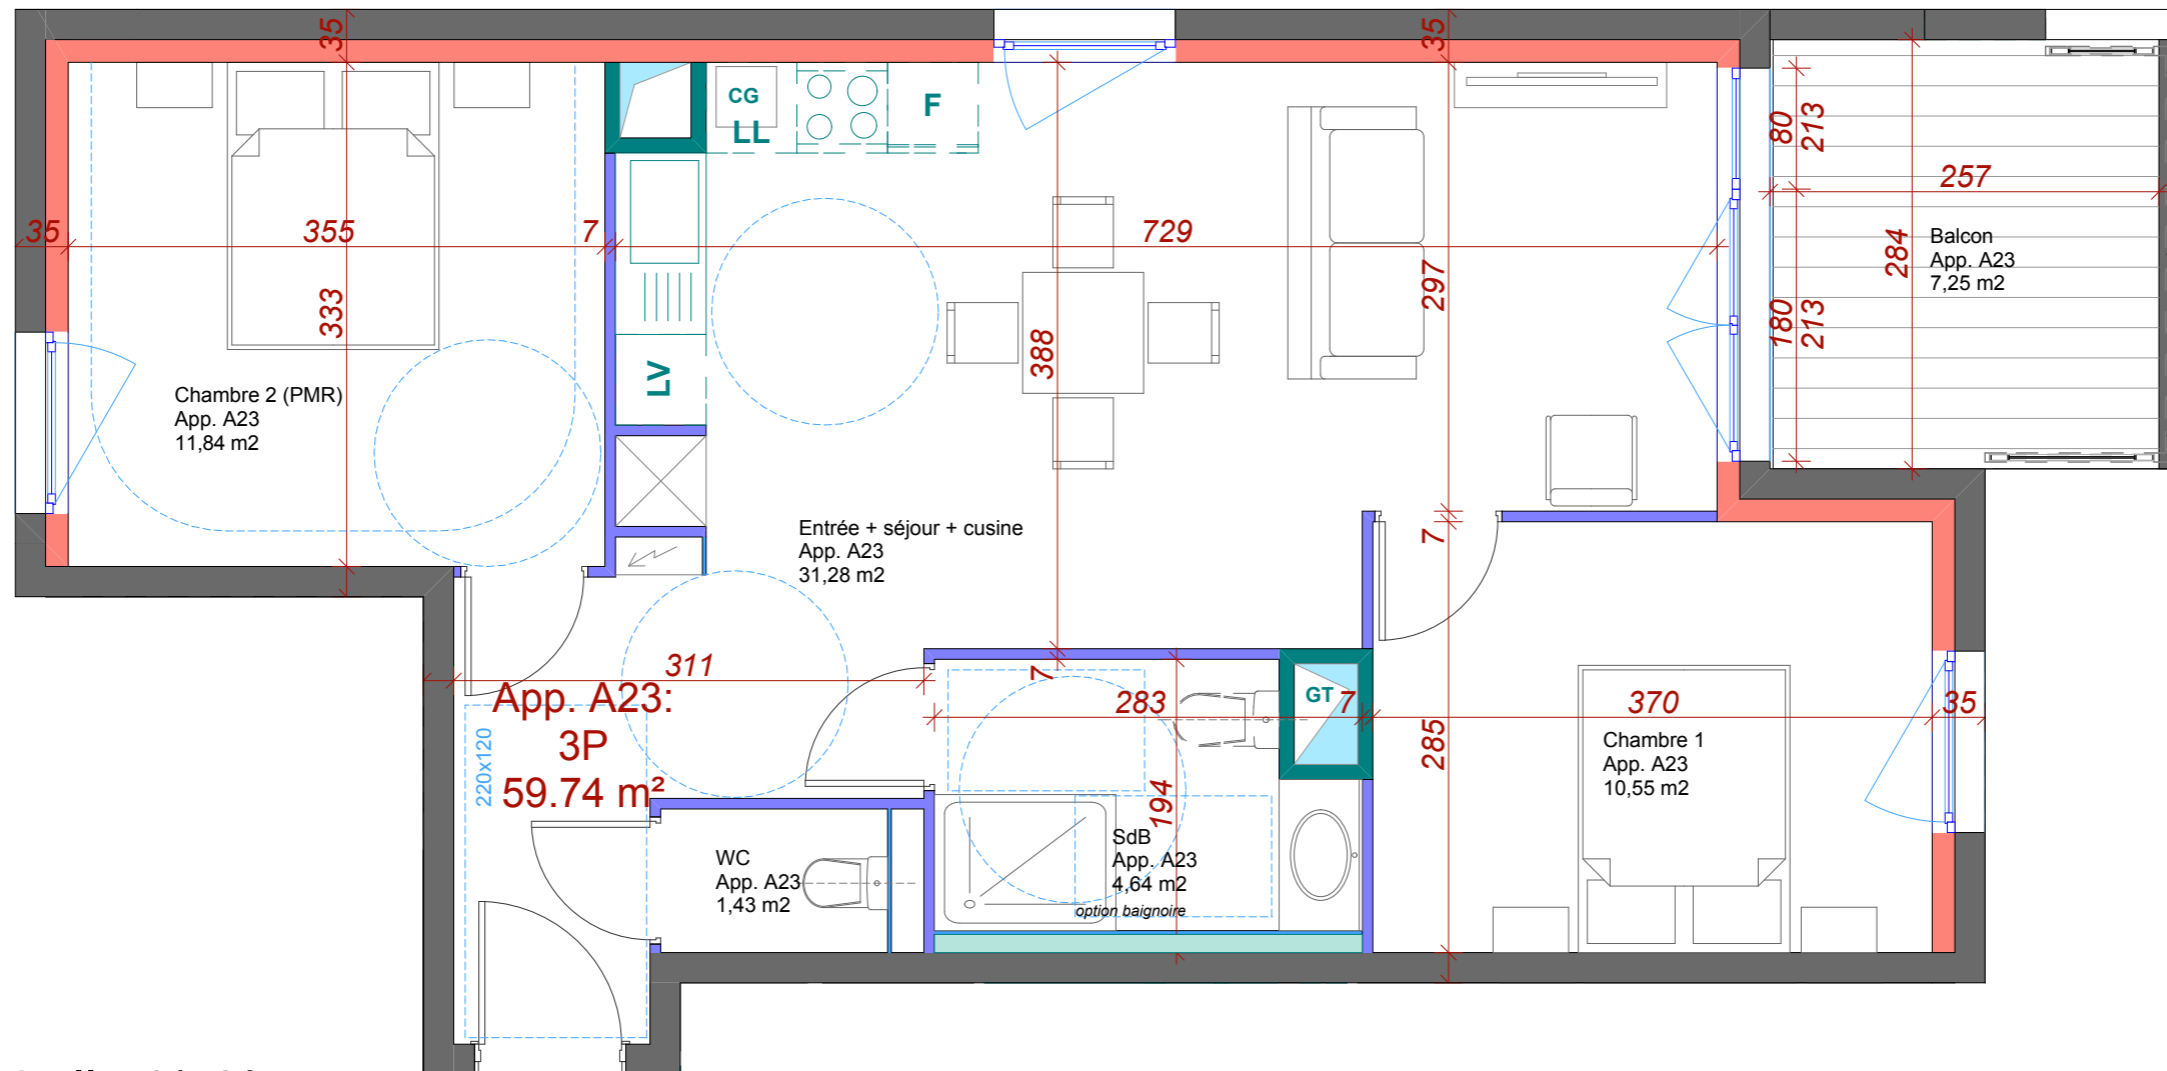 35
35
CG
LL
F
80
213
257
35
355
7
729
Balcon
App. A23
7,25 m2
284
297
333
388
180
213
LV
Chambre 2 (PMR)
App. A23
11,84 m2
Entrée + séjour + cusine
App. A23
31,28 m2
7
311
7
283
GT
7
370
35
App. A23:
3P
59.74 m²
220x120
285
Chambre 1
App. A23
10,55 m2
194
SdB
App. A23
4,64 m2
option baignoire
WC
App. A23
1,43 m2